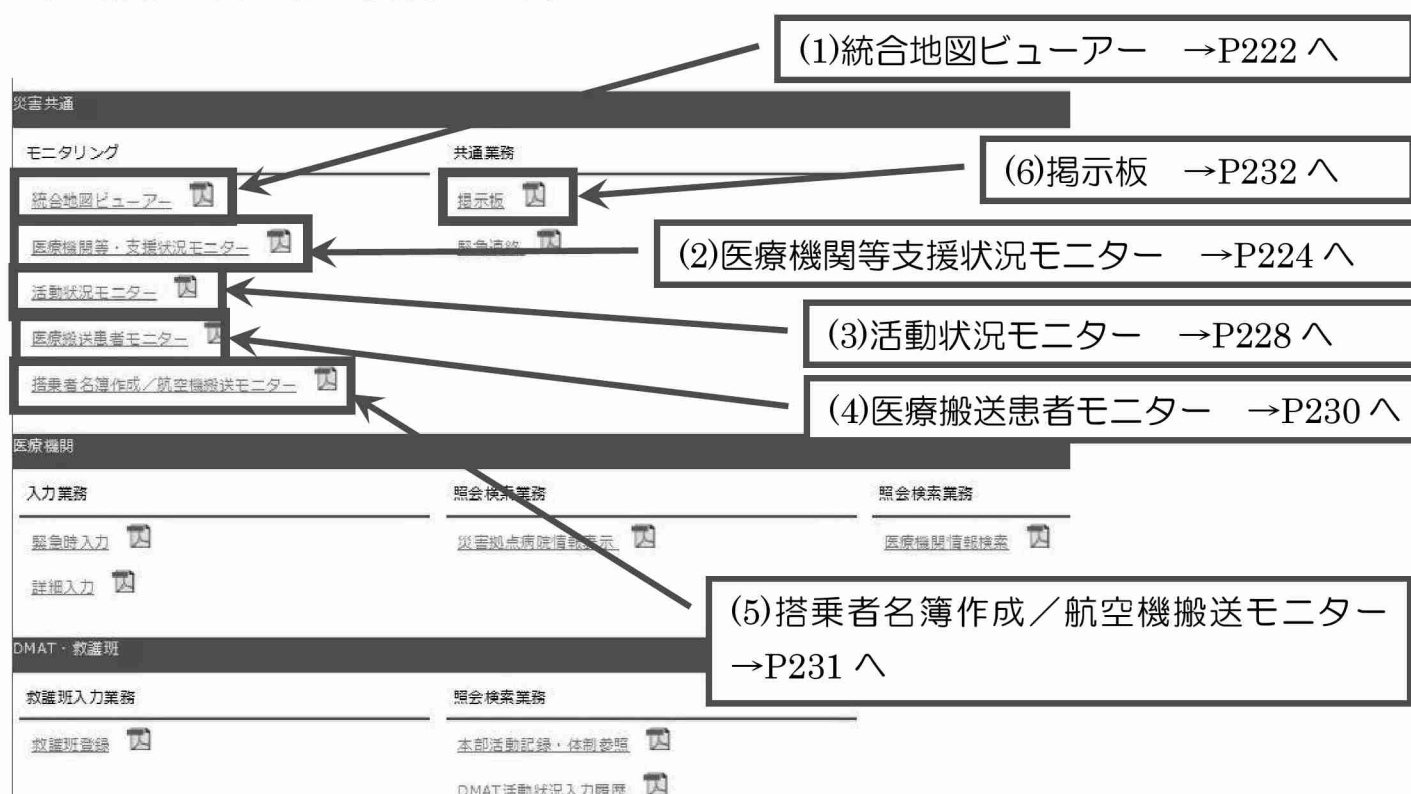 (1)統合地図ビューアー　→P222 へ
災害共通
モニタリング
共通業務
(6)掲示板　→P232 へ
統合地図ビューアー
掲示板
医療機関等・支援状況モニター
緊急連絡
(2)医療機関等支援状況モニター　→P224 へ
活動状況モニター
(3)活動状況モニター　→P228 へ
医療搬送患者モニター
搭乗者名簿作成／航空機搬送モニター
(4)医療搬送患者モニター　→P230 へ
医療機関
入力業務
照会検索業務
照会検索業務
緊急時入力
災害拠点病院情報表示
医療機関情報検索
詳細入力
(5)搭乗者名簿作成／航空機搬送モニター
→P231 へ
DMAT・救護班
救護班入力業務
照会検索業務
救護班登録
本部活動記録・体制参照
DMAT活動状況入力履歴